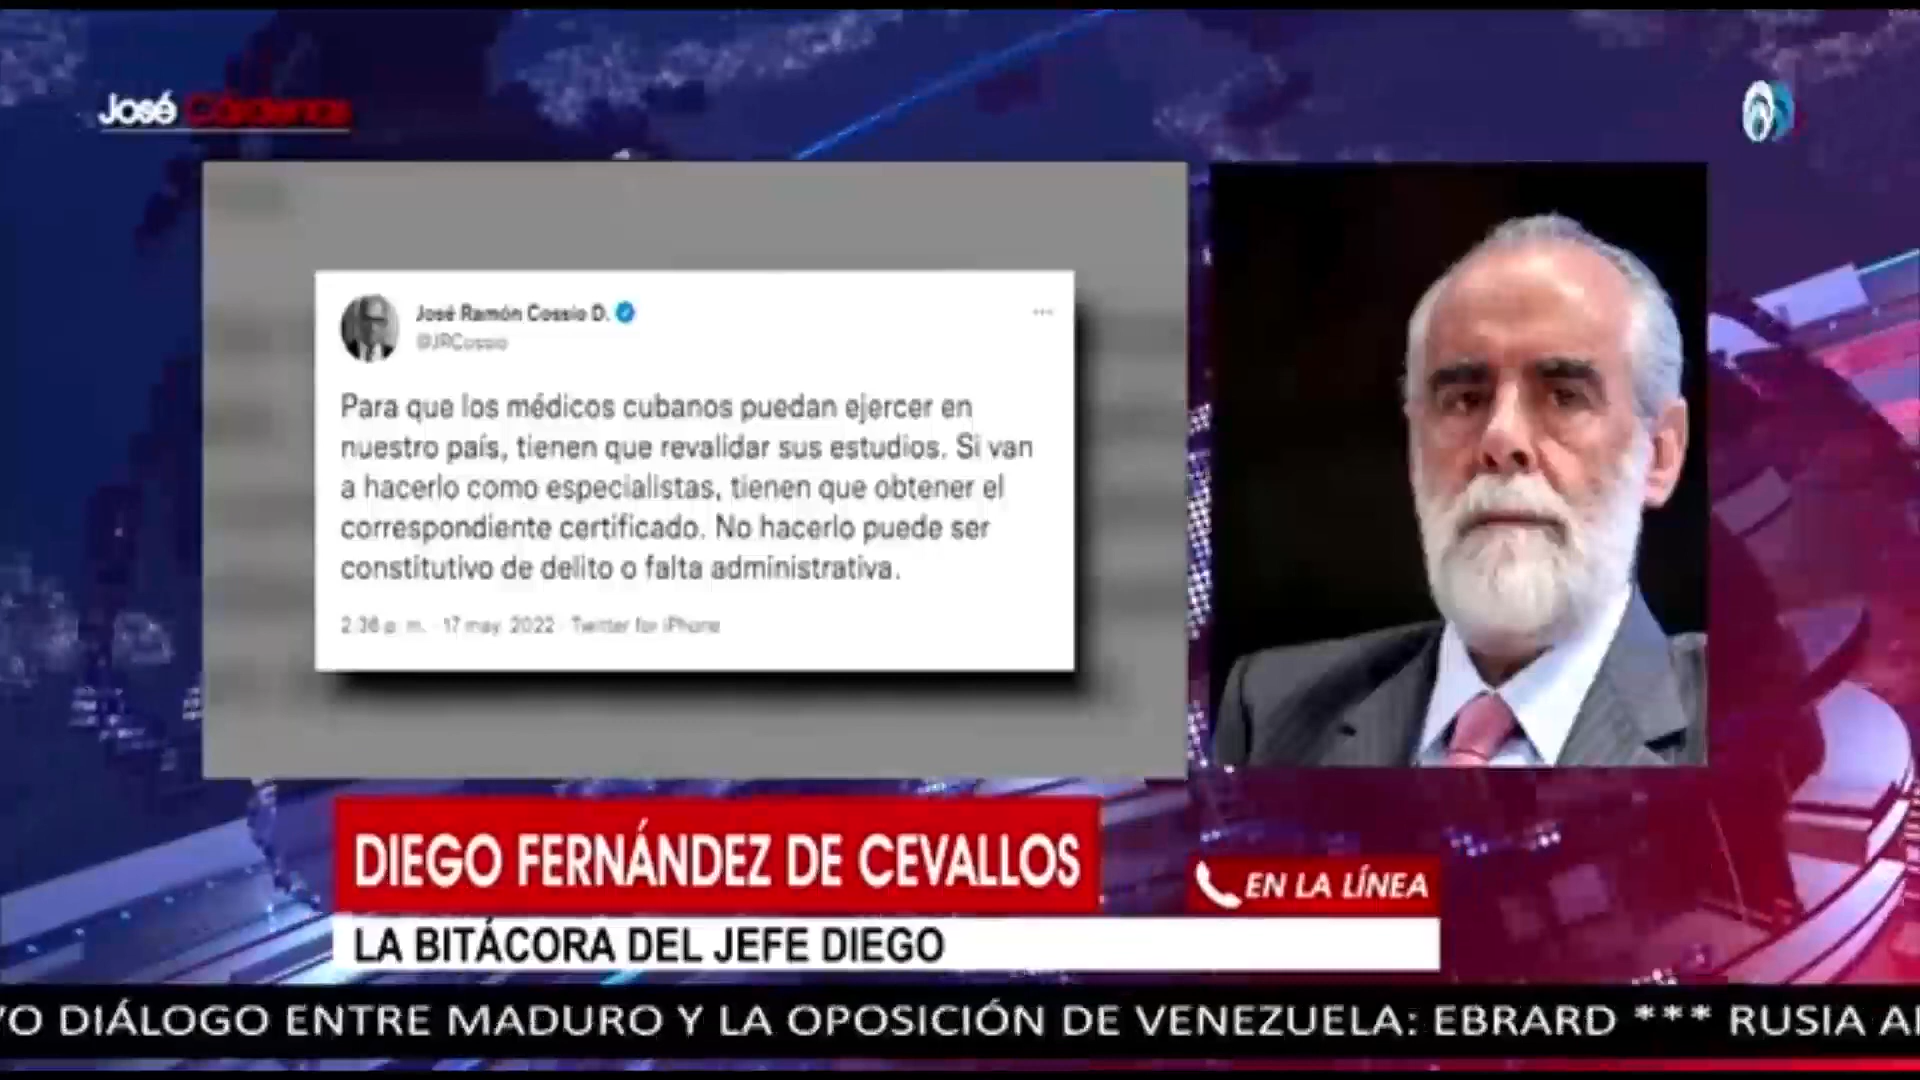 José Cárdenas
José Ramón Cossío D.
@JRCossio
Para que los médicos cubanos puedan ejercer en
nuestro país, tienen que revalidar sus estudios. Si van
a hacerlo como especialistas, tienen que obtener el
correspondiente certificado. No hacerlo puede ser
constitutivo de delito o falta administrativa.
2:36 p. m. · 17 may. 2022 · Twitter for iPhone
DIEGO FERNÁNDEZ DE CEVALLOS
EN LA LÍNEA
LA BITÁCORA DEL JEFE DIEGO
VO DIÁLOGO ENTRE MADURO Y LA OPOSICIÓN DE VENEZUELA: EBRARD *** RUSIA A